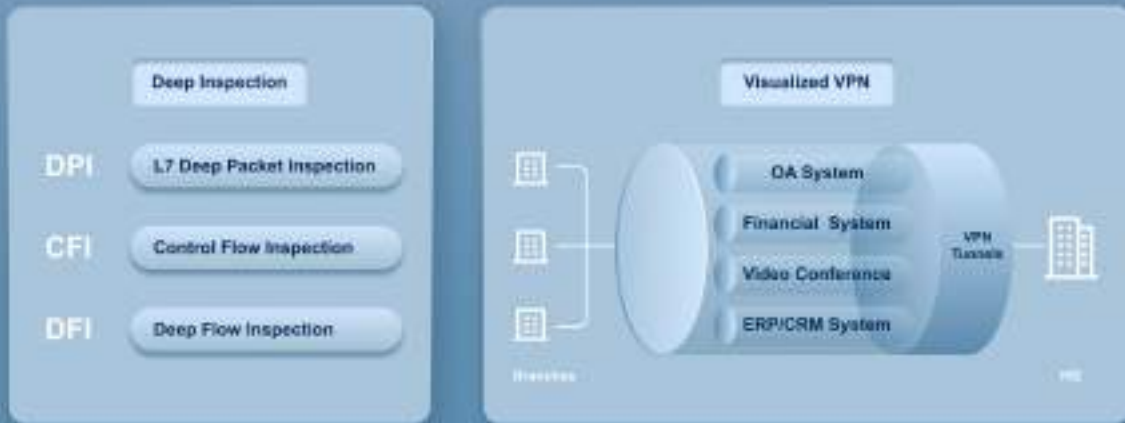 Deep Inspection
DPI
L7 Deep Packet Inspection
CFI
Control Flow Inspection
DFI
Deep Flow Inspection
Visualized VPN
OA System
Financial System
Video Conference
ERP/CRM System
VPN
Tunnels
Branches